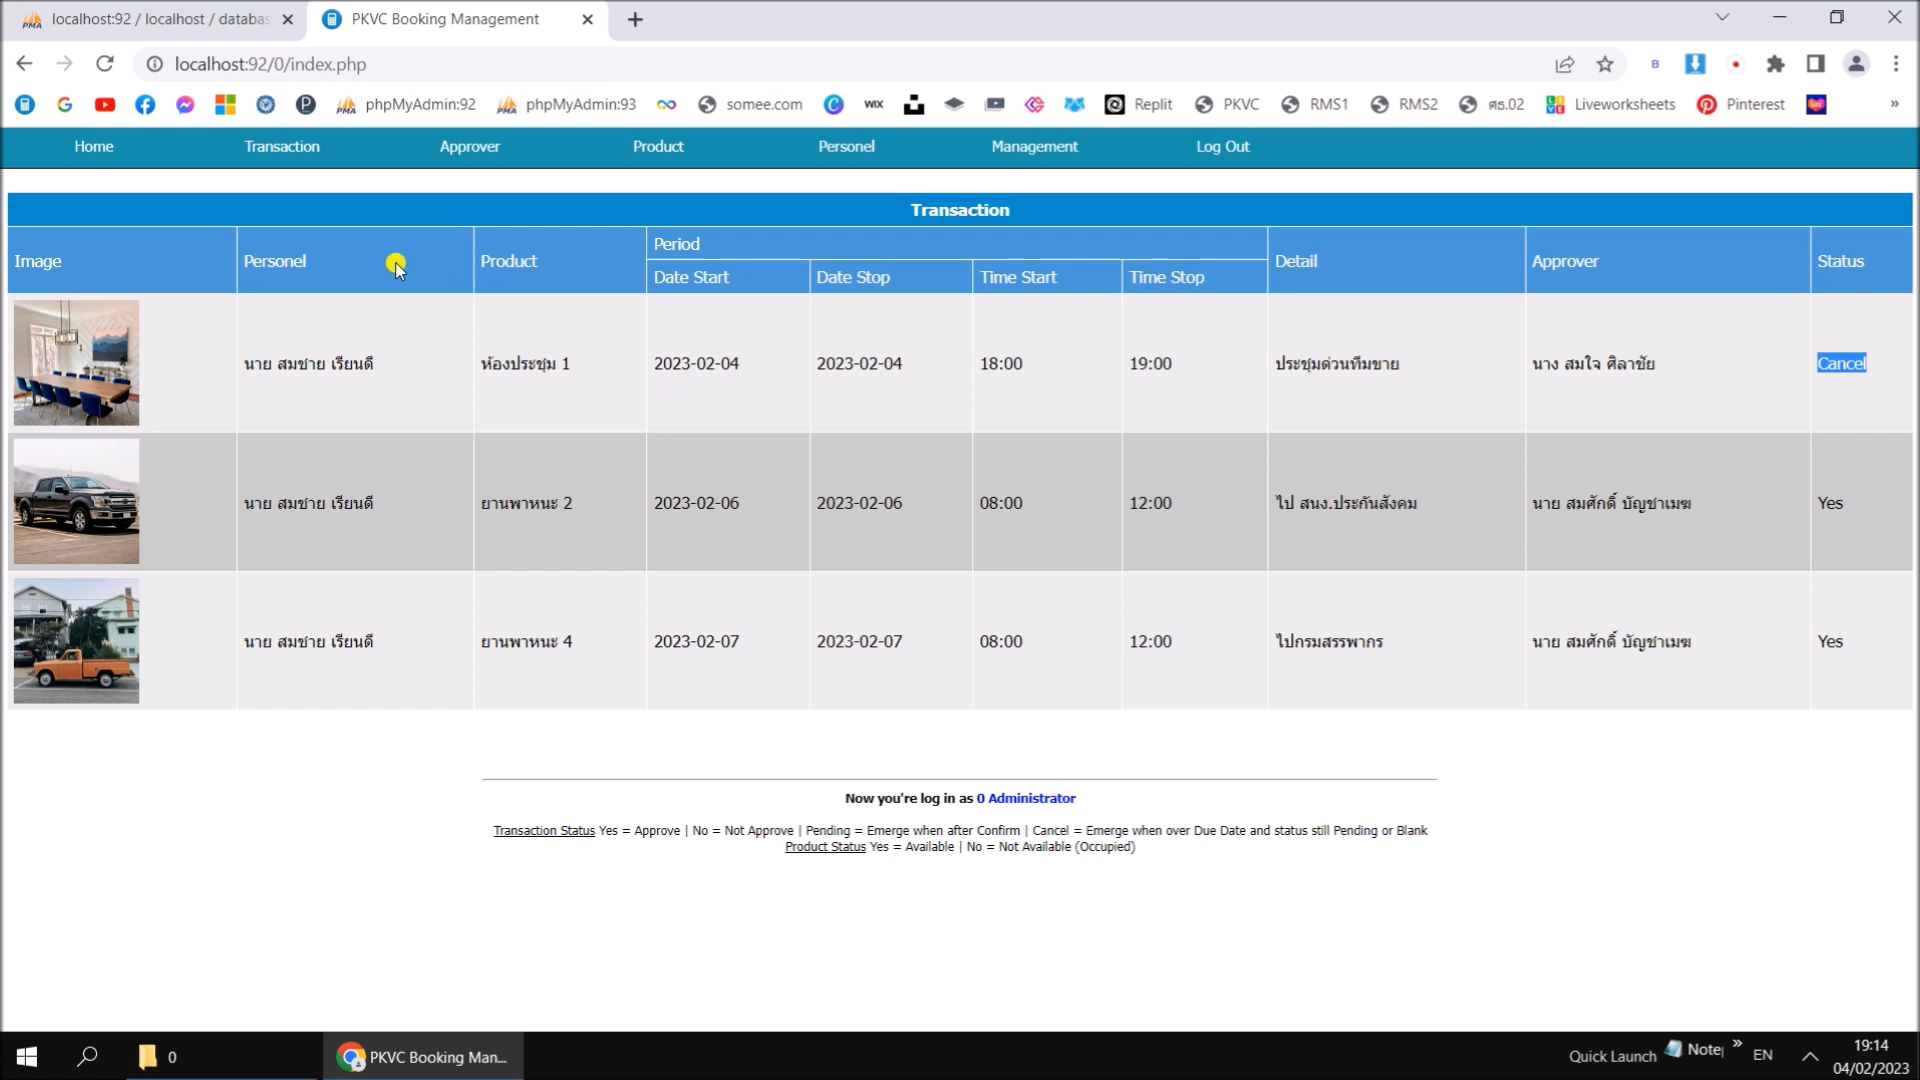 localhost:92 / localhost / databas
PKVC Booking Management
localhost:92/0/index.php
phpMyAdmin:92
phpMyAdmin:93
somee.com
WIX
Replit
PKVC
RMS1
RMS2
ศธ.02
Liveworksheets
Pinterest
»
Home
Transaction
Approver
Product
Personel
Management
Log Out
Transaction
Image
Personel
Product
Period
Detail
Approver
Status
Date Start
Date Stop
Time Start
Time Stop
นาย สมชาย เรียนดี
ห้องประชุม 1
2023-02-04
2023-02-04
18:00
19:00
ประชุมด่วนทีมขาย
นาง สมใจ ศิลาชัย
Cancel
นาย สมชาย เรียนดี
ยานพาหนะ 2
2023-02-06
2023-02-06
08:00
12:00
ไป สนง.ประกันสังคม
นาย สมศักดิ์ บัญชาเมฆ
Yes
นาย สมชาย เรียนดี
ยานพาหนะ 4
2023-02-07
2023-02-07
08:00
12:00
ไปกรมสรรพากร
นาย สมศักดิ์ บัญชาเมฆ
Yes
Now you're log in as 0 Administrator
Transaction Status Yes = Approve | No = Not Approve | Pending = Emerge when after Confirm | Cancel = Emerge when over Due Date and status still Pending or Blank
Product Status Yes = Available | No = Not Available (Occupied)
0
PKVC Booking Man...
Quick Launch
Note
»
EN
19:14
04/02/2023